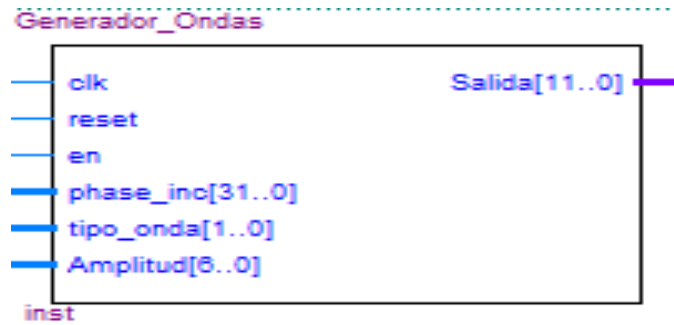 Generador_Ondas
clk Salida[11..0]
reset
en
phase_inc[31..0]
tipo_onda[1..0]
Amplitud[6..0]
inst